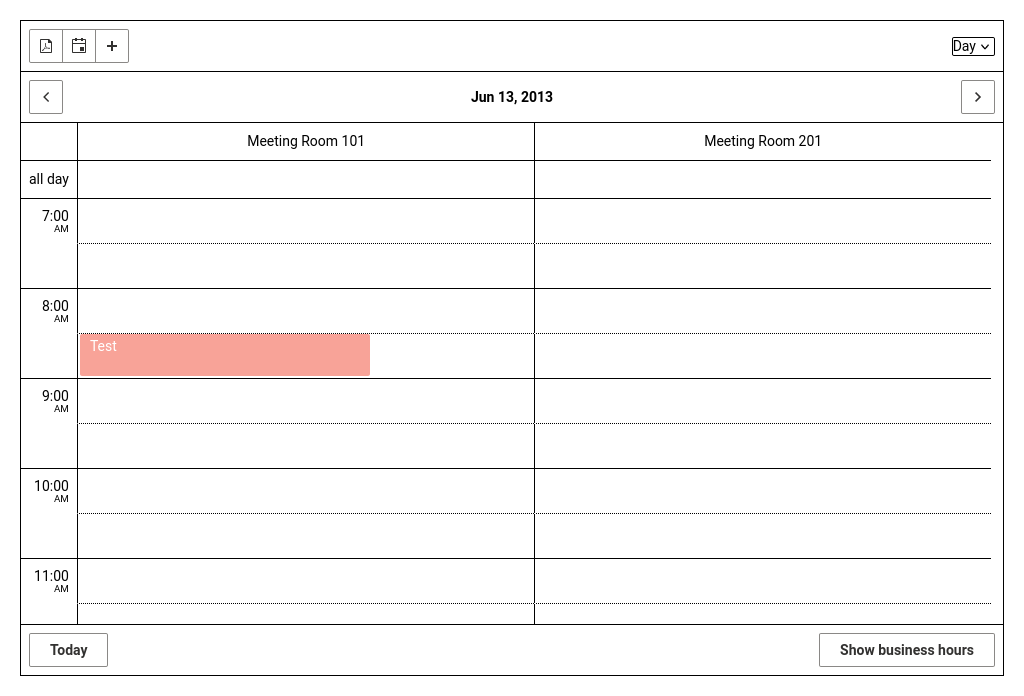 Day
Jun 13, 2013
Meeting Room 101 Meeting Room 201
all day
7:00
AM
8:00
AM
Test
9:00
AM
10:00
AM
11:00
AM
Today Show business hours